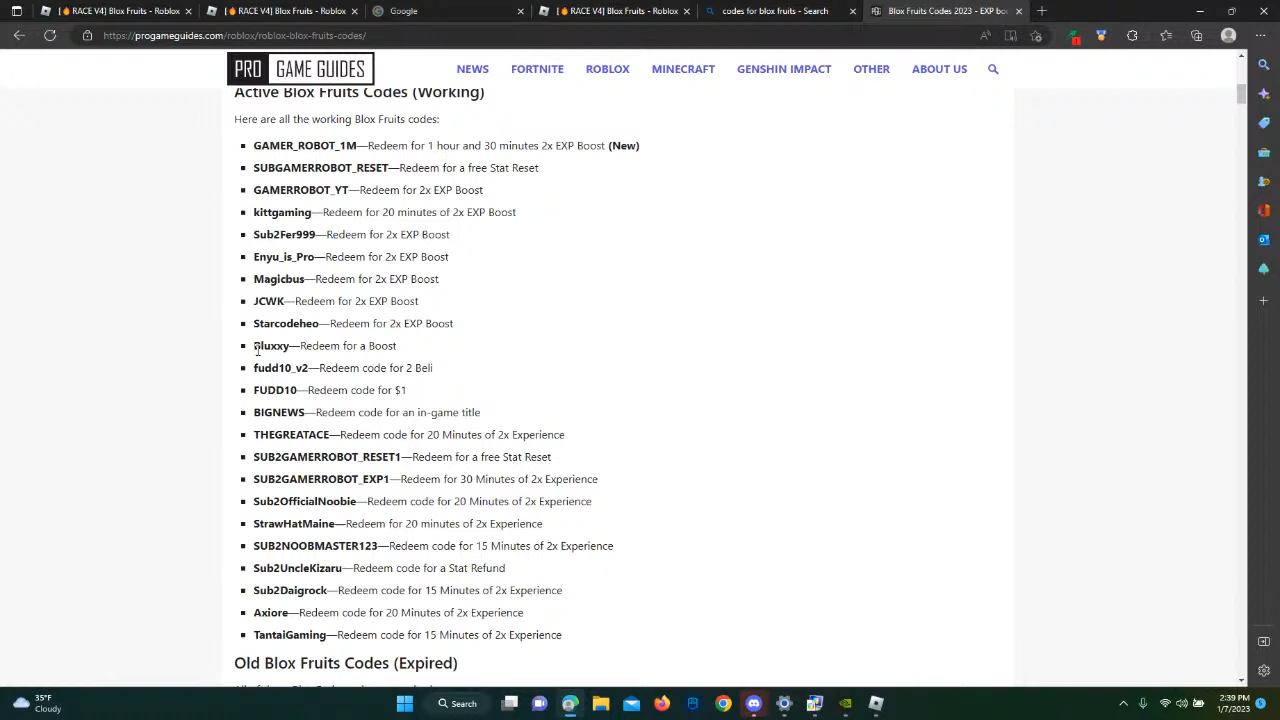 [🔥RACE V4] Blox Fruits - Roblox
[🔥RACE V4] Blox Fruits - Roblox
Google
[🔥RACE V4] Blox Fruits - Roblox
codes for blox fruits - Search
Blox Fruits Codes 2023 - EXP bo
https://progameguides.com/roblox/roblox-blox-fruits-codes/
PRO GAME GUIDES
NEWS FORTNITE ROBLOX MINECRAFT GENSHIN IMPACT OTHER ABOUT US
Active Blox Fruits Codes (Working)
Here are all the working Blox Fruits codes:
GAMER_ROBOT_1M—Redeem for 1 hour and 30 minutes 2x EXP Boost (New)
SUBGAMERROBOT_RESET—Redeem for a free Stat Reset
GAMERROBOT_YT—Redeem for 2x EXP Boost
kittgaming—Redeem for 20 minutes of 2x EXP Boost
Sub2Fer999—Redeem for 2x EXP Boost
Enyu_is_Pro—Redeem for 2x EXP Boost
Magicbus—Redeem for 2x EXP Boost
JCWK—Redeem for 2x EXP Boost
Starcodeheo—Redeem for 2x EXP Boost
Bluxxy—Redeem for a Boost
fudd10_v2—Redeem code for 2 Beli
FUDD10—Redeem code for $1
BIGNEWS—Redeem code for an in-game title
THEGREATACE—Redeem code for 20 Minutes of 2x Experience
SUB2GAMERROBOT_RESET1—Redeem for a free Stat Reset
SUB2GAMERROBOT_EXP1—Redeem for 30 Minutes of 2x Experience
Sub2OfficialNoobie—Redeem code for 20 Minutes of 2x Experience
StrawHatMaine—Redeem for 20 minutes of 2x Experience
SUB2NOOBMASTER123—Redeem code for 15 Minutes of 2x Experience
Sub2UncleKizaru—Redeem code for a Stat Refund
Sub2Daigrock—Redeem code for 15 Minutes of 2x Experience
Axiore—Redeem code for 20 Minutes of 2x Experience
TantaiGaming—Redeem code for 15 Minutes of 2x Experience
Old Blox Fruits Codes (Expired)
35°F
Cloudy
Search
2:39 PM
1/7/2023